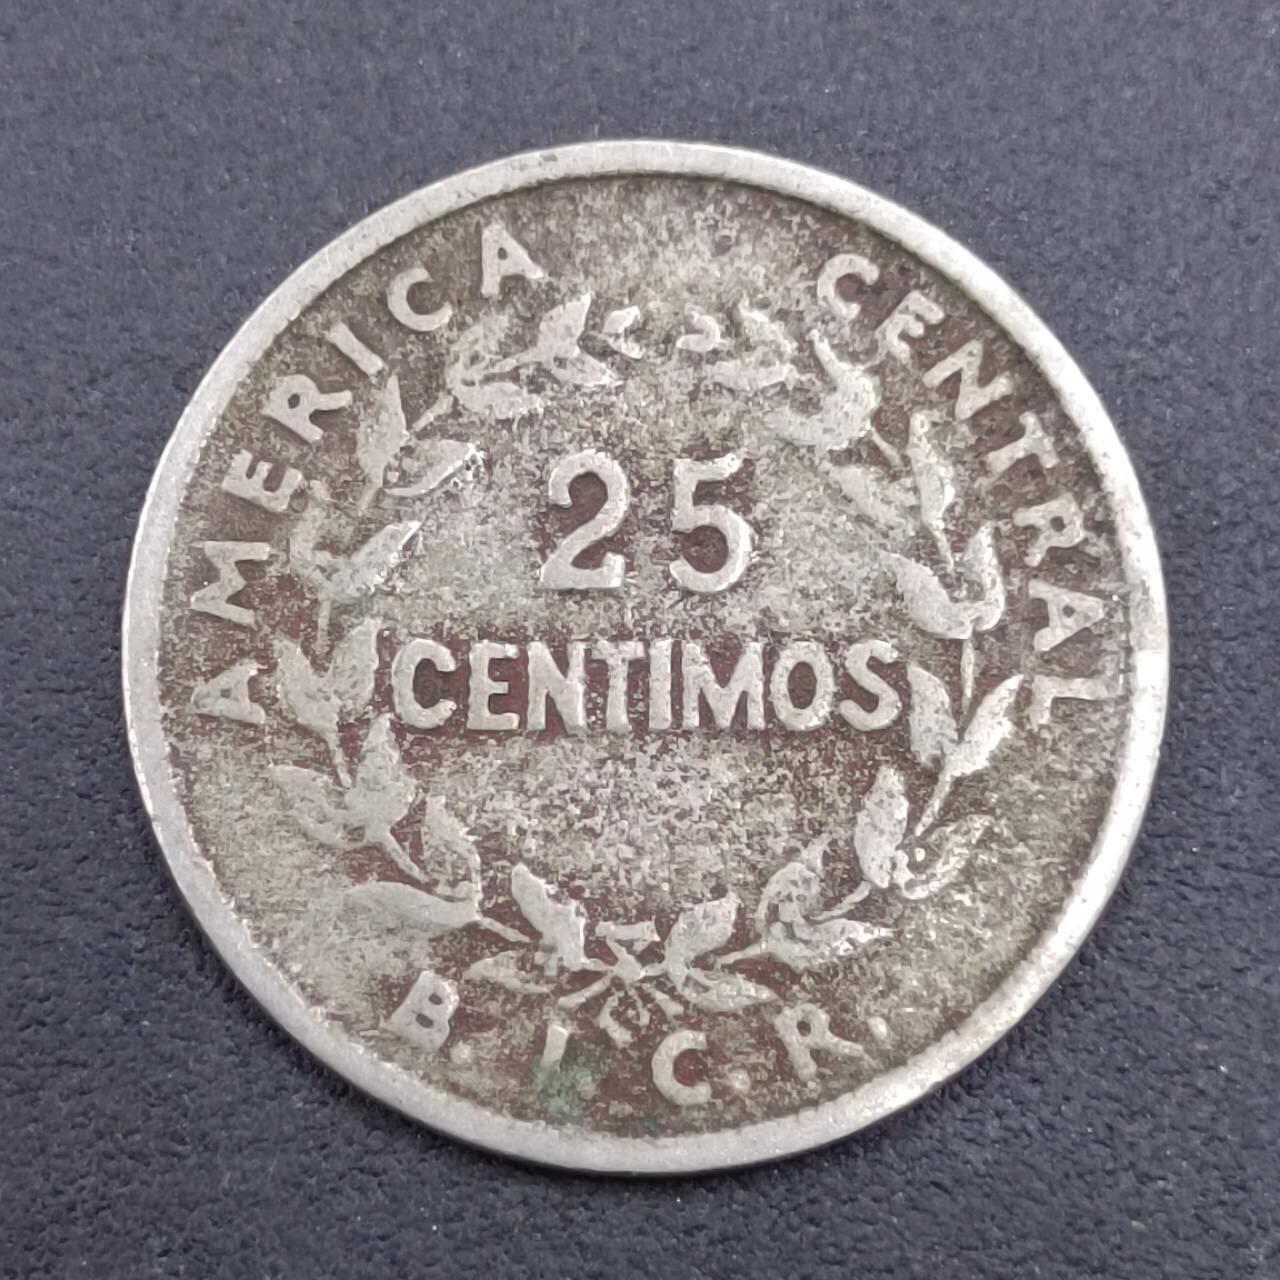 AMERICA CENTRAL
25
CENTIMOS
B.I.C.R.